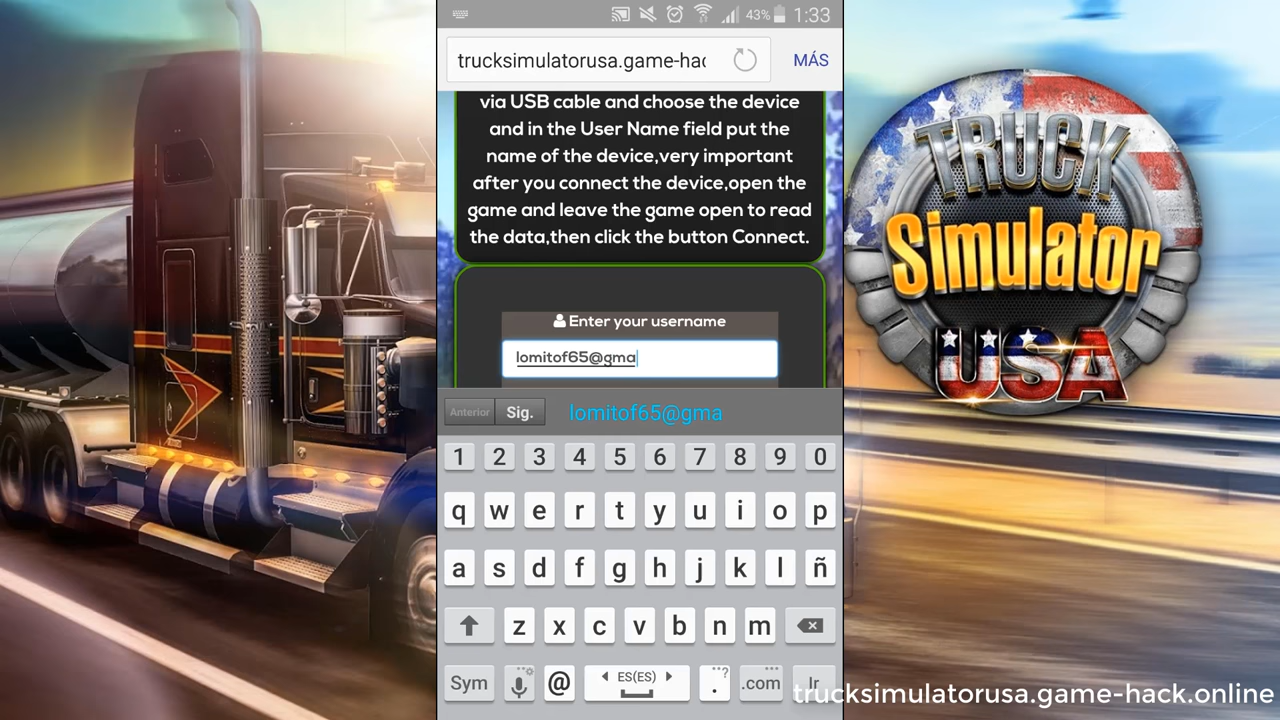 43% 1:33
trucksimulatorusa.game-hac
MÁS
via USB cable and choose the device
and in the User Name field put the
name of the device,very important
after you connect the device,open the
game and leave the game open to read
the data,then click the button Connect.
Enter your username
lomitof65@gma
Anterior Sig. lomitof65@gma
1 2 3 4 5 6 7 8 9 0
q w e r t y u i o p
a s d f g h j k l ñ
z x c v b n m
Sym @ ES(ES) . .com Ir
TRUCK
Simulator
USA
trucksimulatorusa.game-hack.online